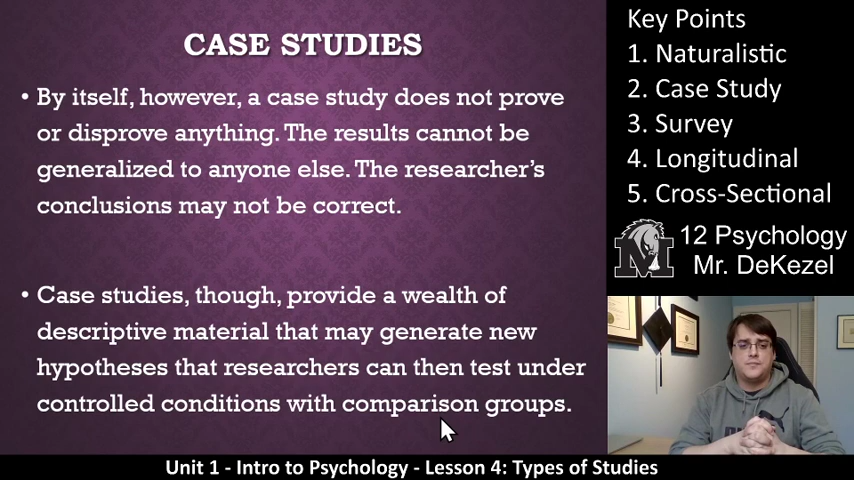 CASE STUDIES
• By itself, however, a case study does not prove
or disprove anything. The results cannot be
generalized to anyone else. The researcher's
conclusions may not be correct.
• Case studies, though, provide a wealth of
descriptive material that may generate new
hypotheses that researchers can then test under
controlled conditions with comparison groups.
Key Points
1. Naturalistic
2. Case Study
3. Survey
4. Longitudinal
5. Cross-Sectional
M
12 Psychology
Mr. DeKezel
Unit 1 - Intro to Psychology - Lesson 4: Types of Studies